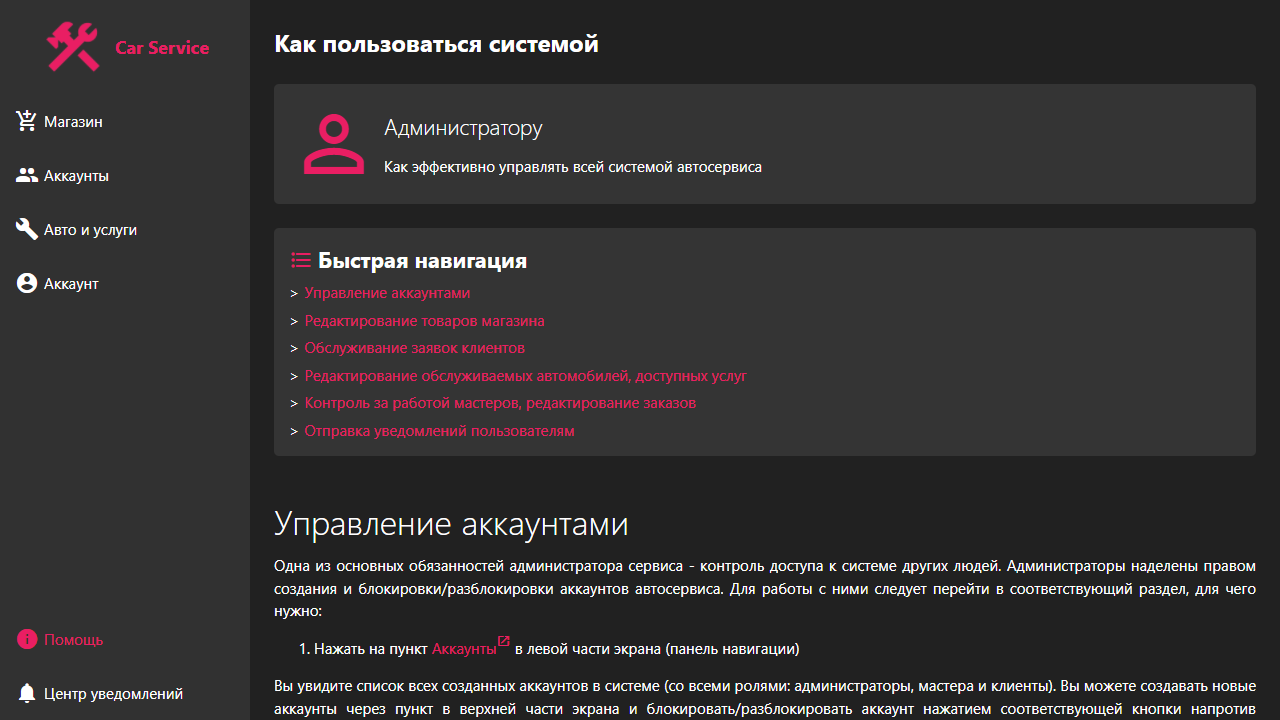 Car Service
Магазин
Аккаунты
Авто и услуги
Аккаунт
Помощь
Центр уведомлений
Как пользоваться системой
Администратору
Как эффективно управлять всей системой автосервиса
Быстрая навигация
> Управление аккаунтами
> Редактирование товаров магазина
> Обслуживание заявок клиентов
> Редактирование обслуживаемых автомобилей, доступных услуг
> Контроль за работой мастеров, редактирование заказов
> Отправка уведомлений пользователям
Управление аккаунтами
Одна из основных обязанностей администратора сервиса - контроль доступа к системе других людей. Администраторы наделены правом
создания и блокировки/разблокировки аккаунтов автосервиса. Для работы с ними следует перейти в соответствующий раздел, для чего
нужно:
1. Нажать на пункт Аккаунты в левой части экрана (панель навигации)
Вы увидите список всех созданных аккаунтов в системе (со всеми ролями: администраторы, мастера и клиенты). Вы можете создавать новые
аккаунты через пункт в верхней части экрана и блокировать/разблокировать аккаунт нажатием соответствующей кнопки напротив